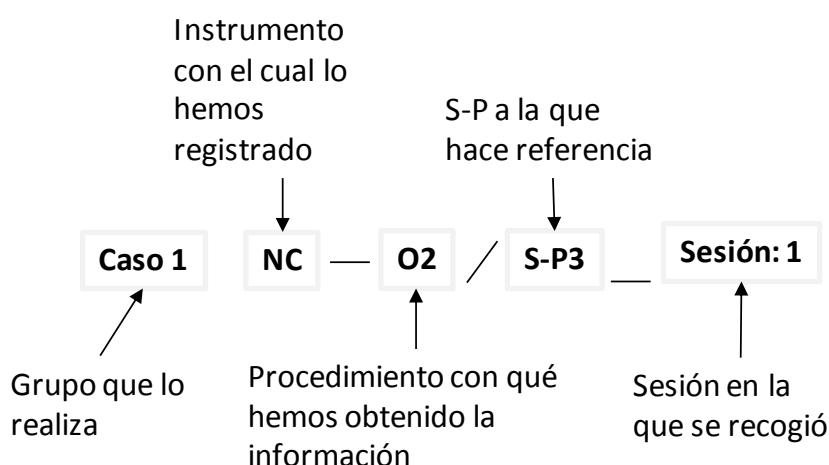 Instrumento
con el cual lo
hemos
registrado
S-P a la que
hace referencia
Caso 1 NC — O2 / S-P3 _ Sesión: 1
Grupo que lo
realiza
Procedimiento con qué
hemos obtenido la
información
Sesión en la
que se recogió